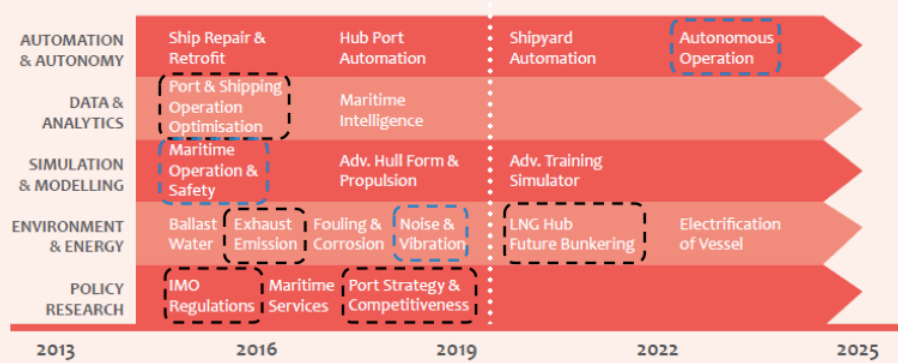 AUTOMATION
& AUTONOMY
Ship Repair &
Retrofit
Hub Port
Automation
Shipyard
Automation
Autonomous
Operation
DATA &
ANALYTICS
Port & Shipping
Operation
Optimisation
Maritime
Intelligence
SIMULATION
& MODELLING
Maritime
Operation &
Safety
Adv. Hull Form &
Propulsion
Adv. Training
Simulator
ENVIRONMENT
& ENERGY
Ballast
Water
Exhaust
Emission
Fouling &
Corrosion
Noise &
Vibration
LNG Hub
Future Bunkering
Electrification
of Vessel
POLICY
RESEARCH
IMO
Regulations
Maritime
Services
Port Strategy &
Competitiveness
2013 2016 2019 2022 2025